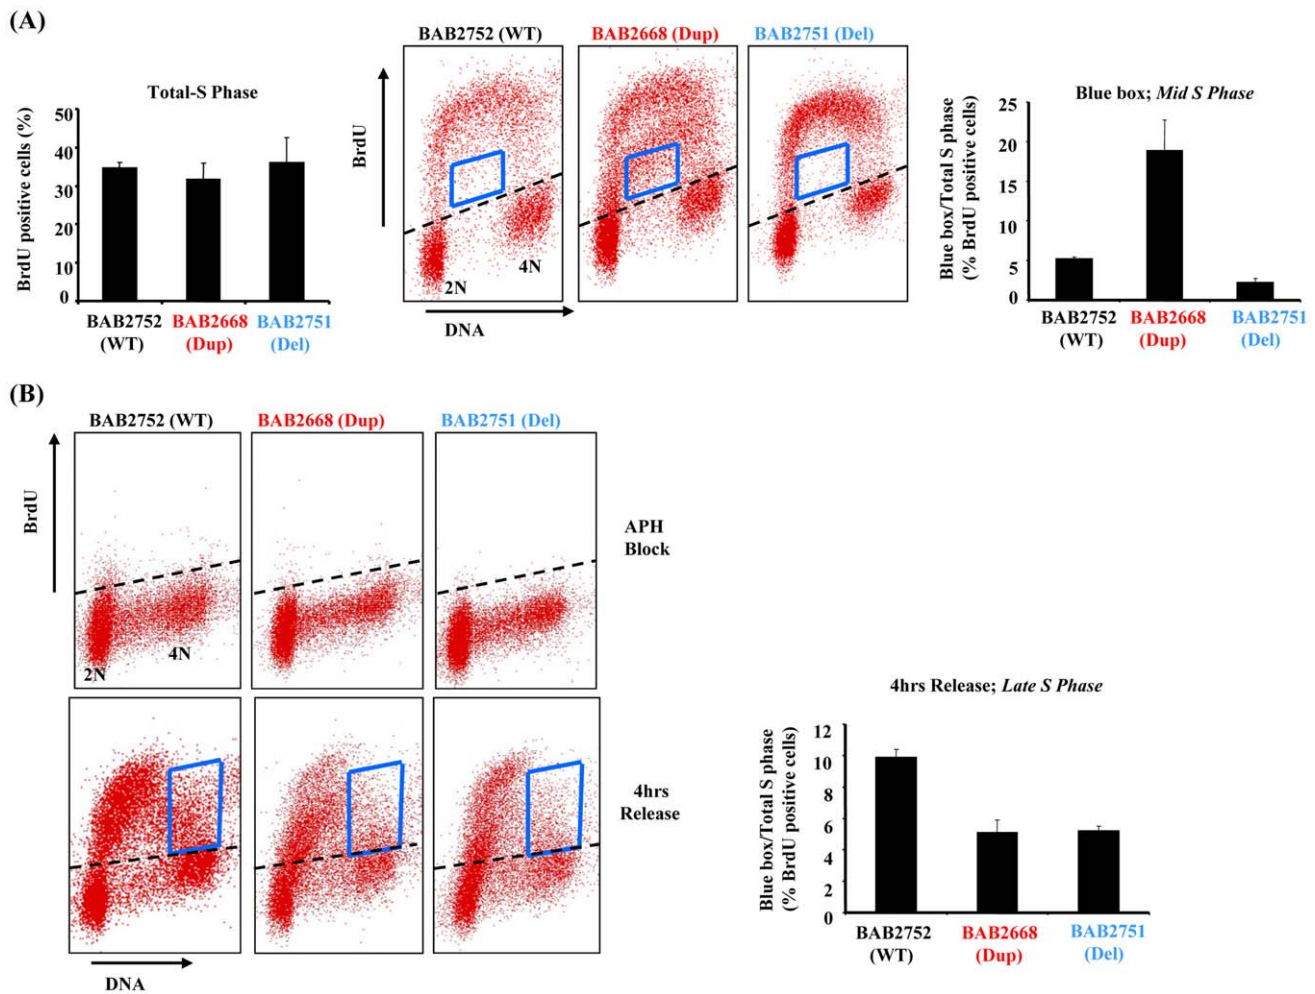 (A)
Total-S Phase
BrdU positive cells (%)
50
40
30
20
10
0
BAB2752 (WT)
BAB2668 (Dup)
BAB2751 (Del)
BAB2752 (WT) BAB2668 (Dup) BAB2751 (Del)
BrdU
2N
4N
DNA
Blue box; Mid S Phase
Blue box/Total S phase
(% BrdU positive cells)
25
20
15
10
5
0
BAB2752 (WT)
BAB2668 (Dup)
BAB2751 (Del)
(B)
BAB2752 (WT) BAB2668 (Dup) BAB2751 (Del)
BrdU
2N
4N
APH
Block
4hrs
Release
DNA
4hrs Release; Late S Phase
Blue box/Total S phase
(% BrdU positive cells)
12
10
8
6
4
2
0
BAB2752 (WT)
BAB2668 (Dup)
BAB2751 (Del)